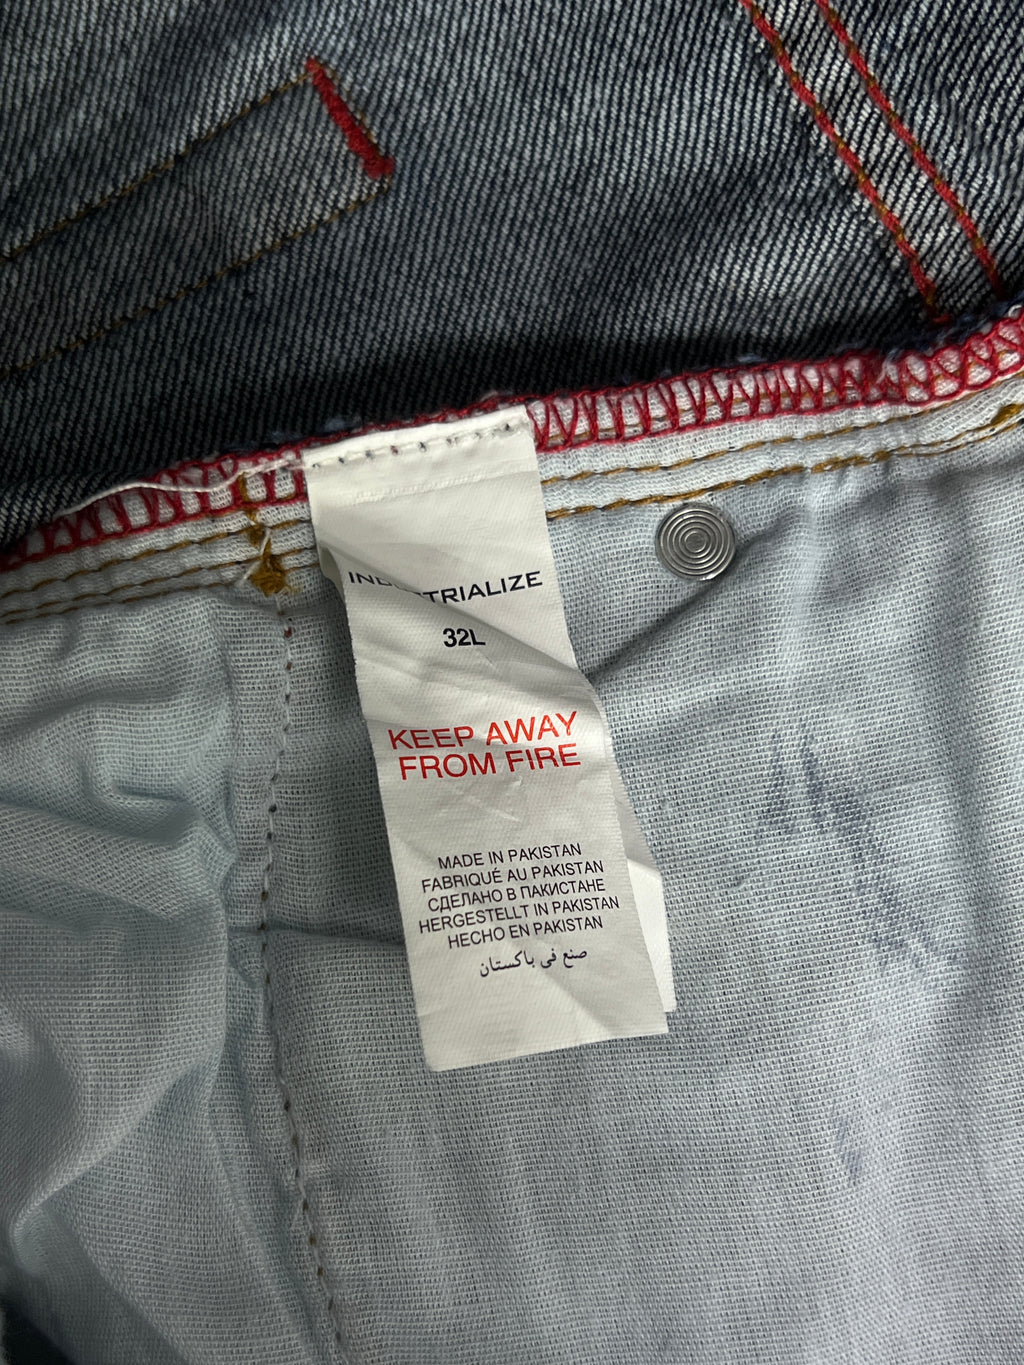 INDUSTRIALIZE
32L
KEEP AWAY
FROM FIRE
MADE IN PAKISTAN
FABRIQUÉ AU PAKISTAN
СДЕЛАНО В ПАКИСТАНЕ
HERGESTELLT IN PAKISTAN
HECHO EN PAKISTAN
صنع في باكستان